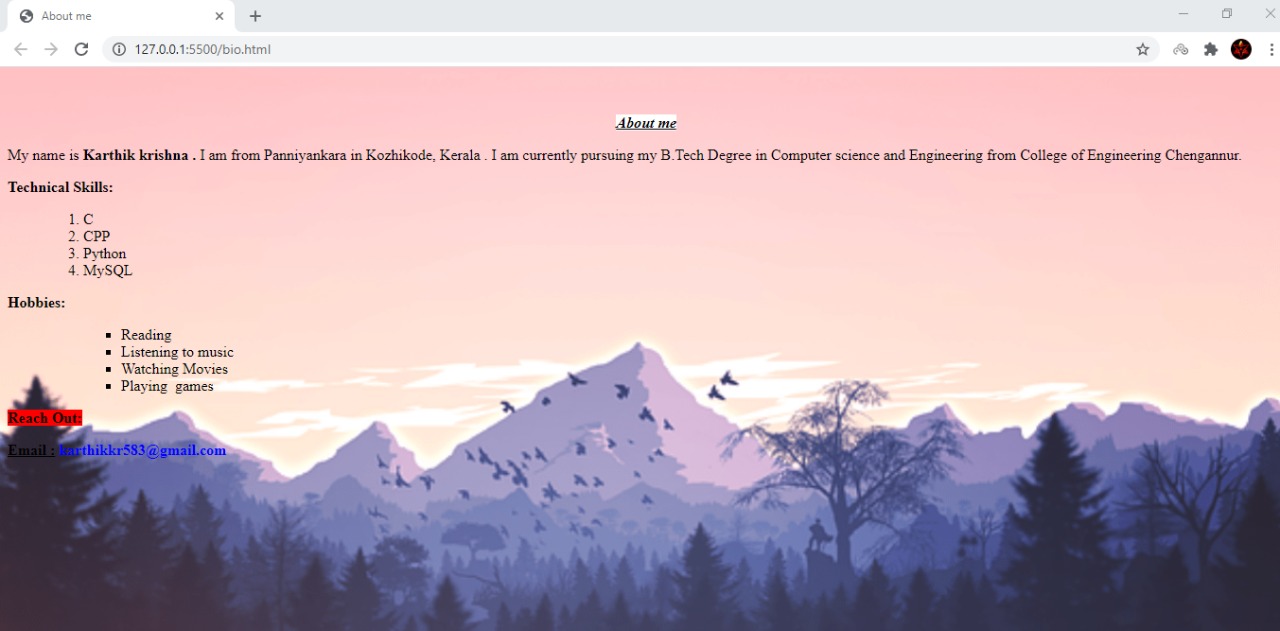 About me
127.0.0.1:5500/bio.html
About me
My name is Karthik krishna . I am from Panniyankara in Kozhikode, Kerala . I am currently pursuing my B.Tech Degree in Computer science and Engineering from College of Engineering Chengannur.
Technical Skills:
1. C
2. CPP
3. Python
4. MySQL
Hobbies:
▪ Reading
▪ Listening to music
▪ Watching Movies
▪ Playing  games
Reach Out:
Email : karthikkr583@gmail.com